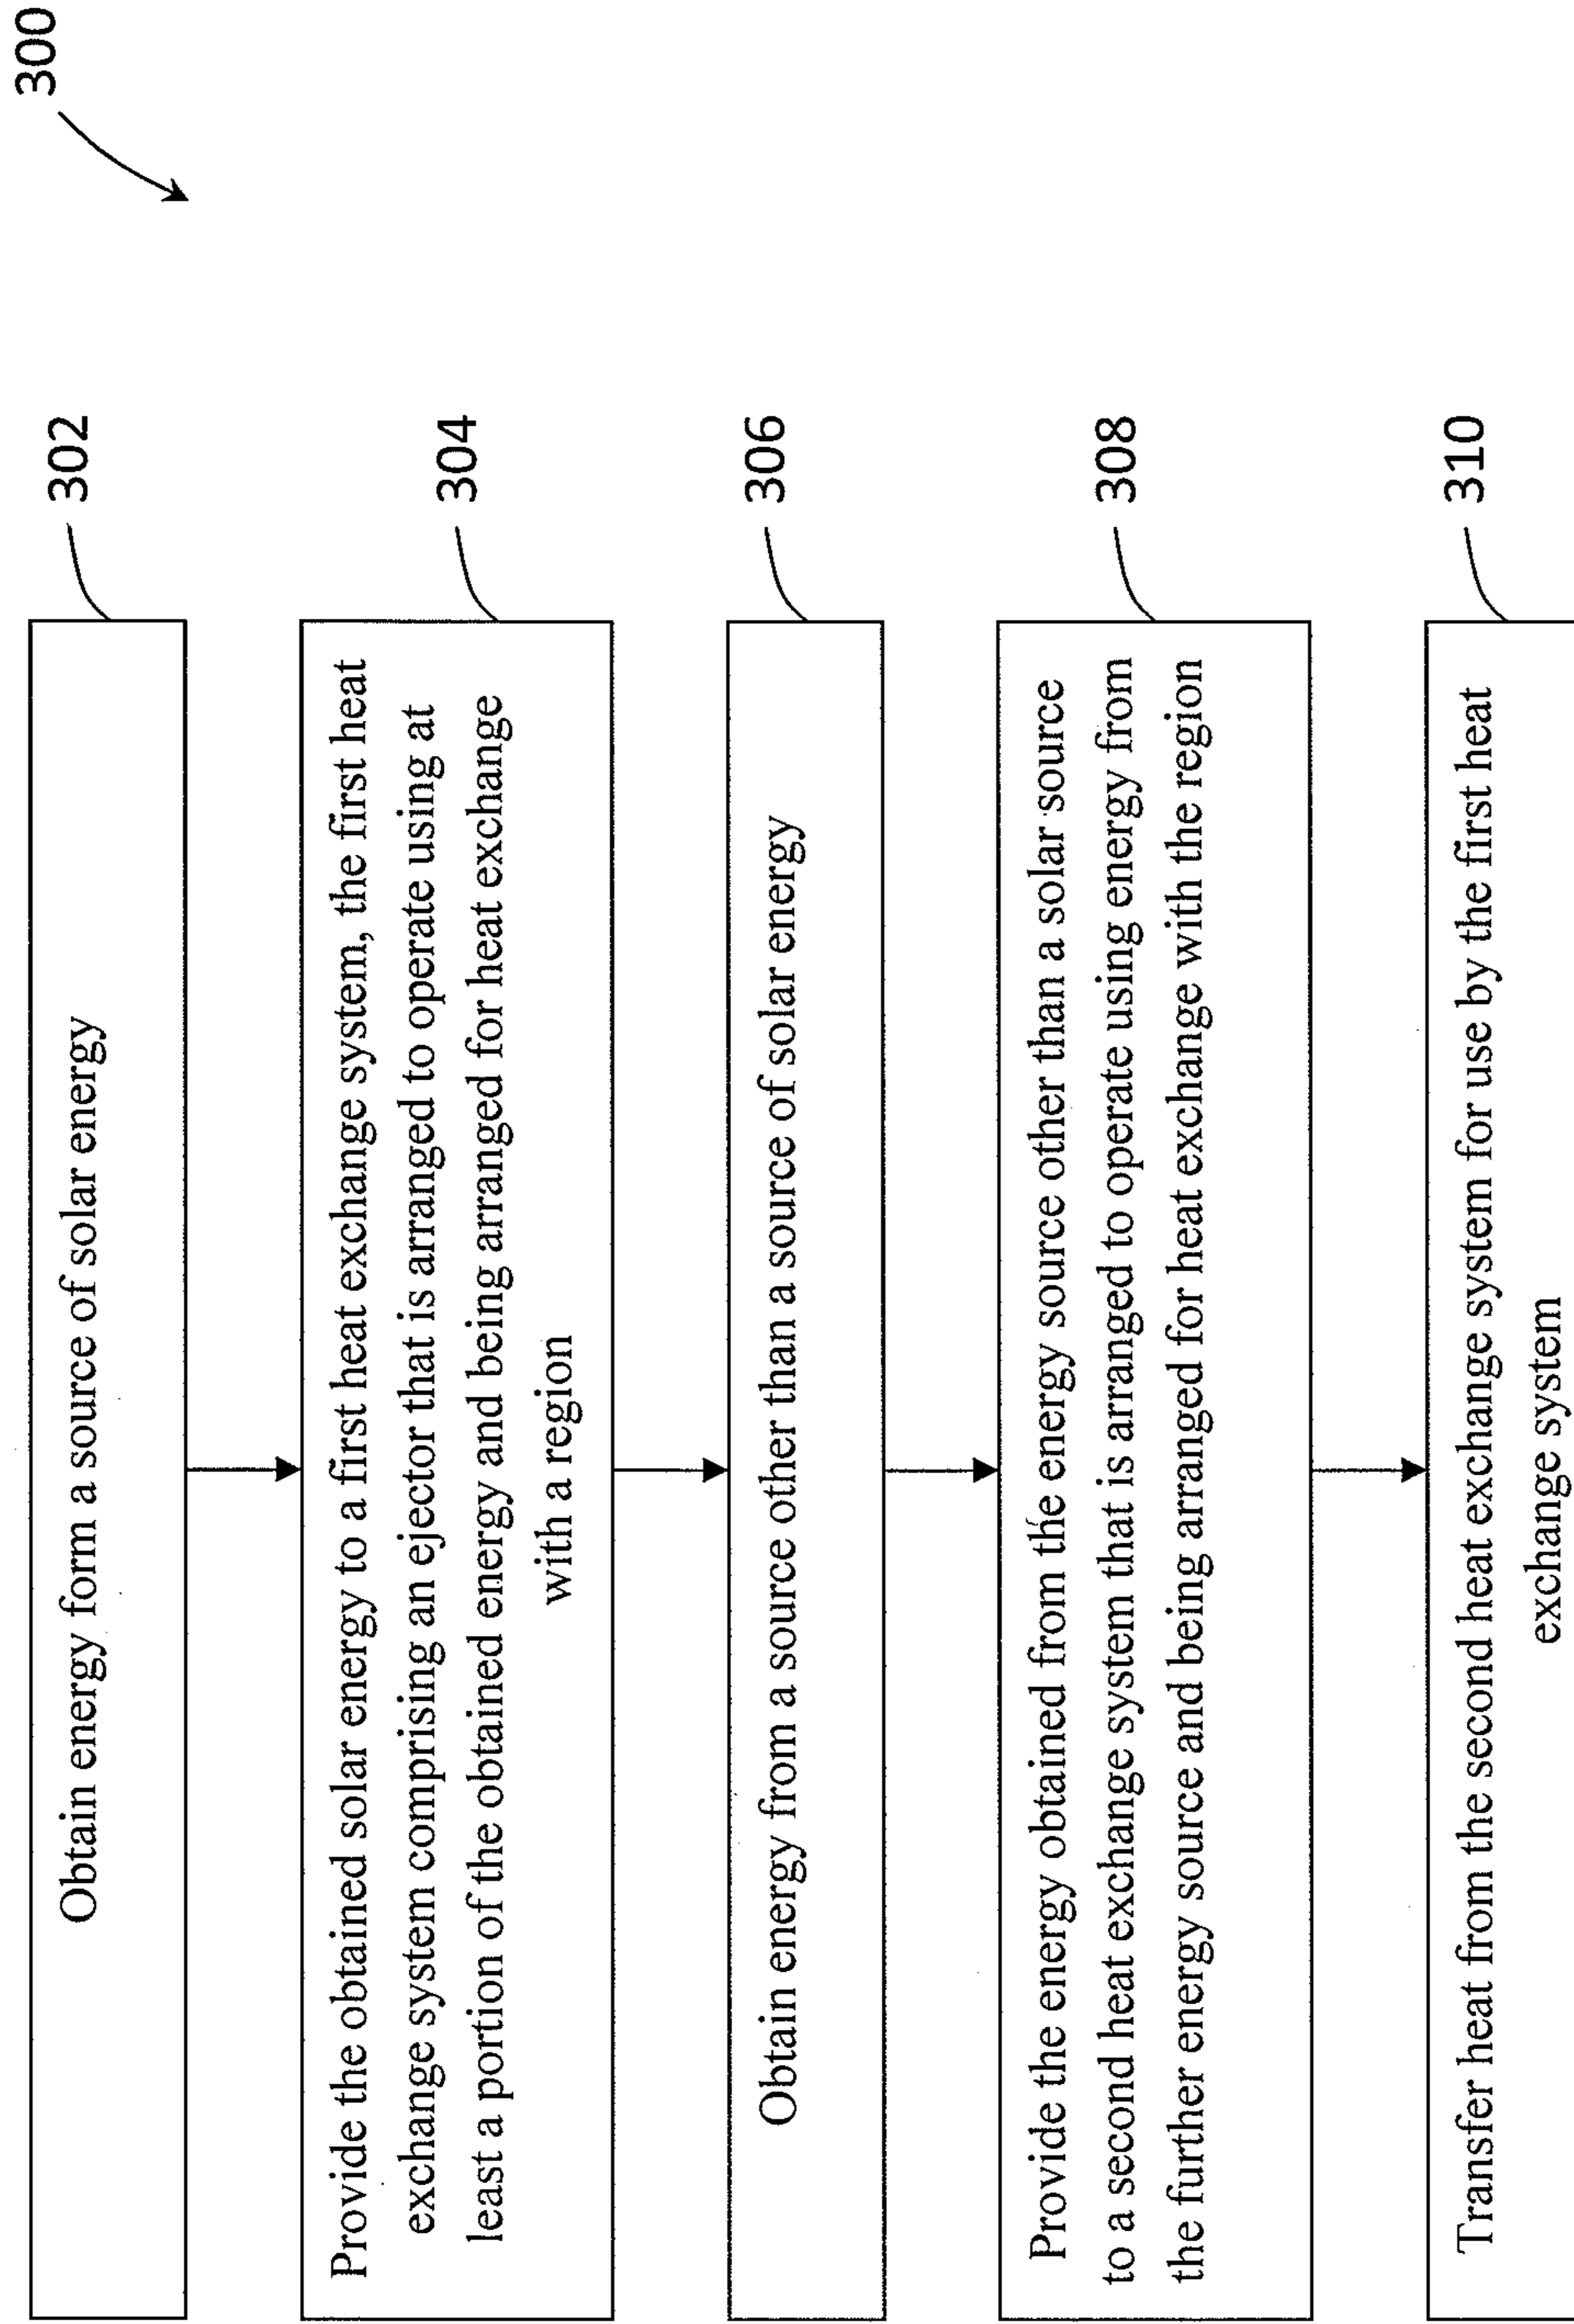 300
Obtain energy form a source of solar energy
302
Provide the obtained solar energy to a first heat exchange system, the first heat
exchange system comprising an ejector that is arranged to operate using at
least a portion of the obtained energy and being arranged for heat exchange
with a region
304
Obtain energy from a source other than a source of solar energy
306
Provide the energy obtained from the energy source other than a solar source
to a second heat exchange system that is arranged to operate using energy from
the further energy source and being arranged for heat exchange with the region
308
Transfer heat from the second heat exchange system for use by the first heat
exchange system
310